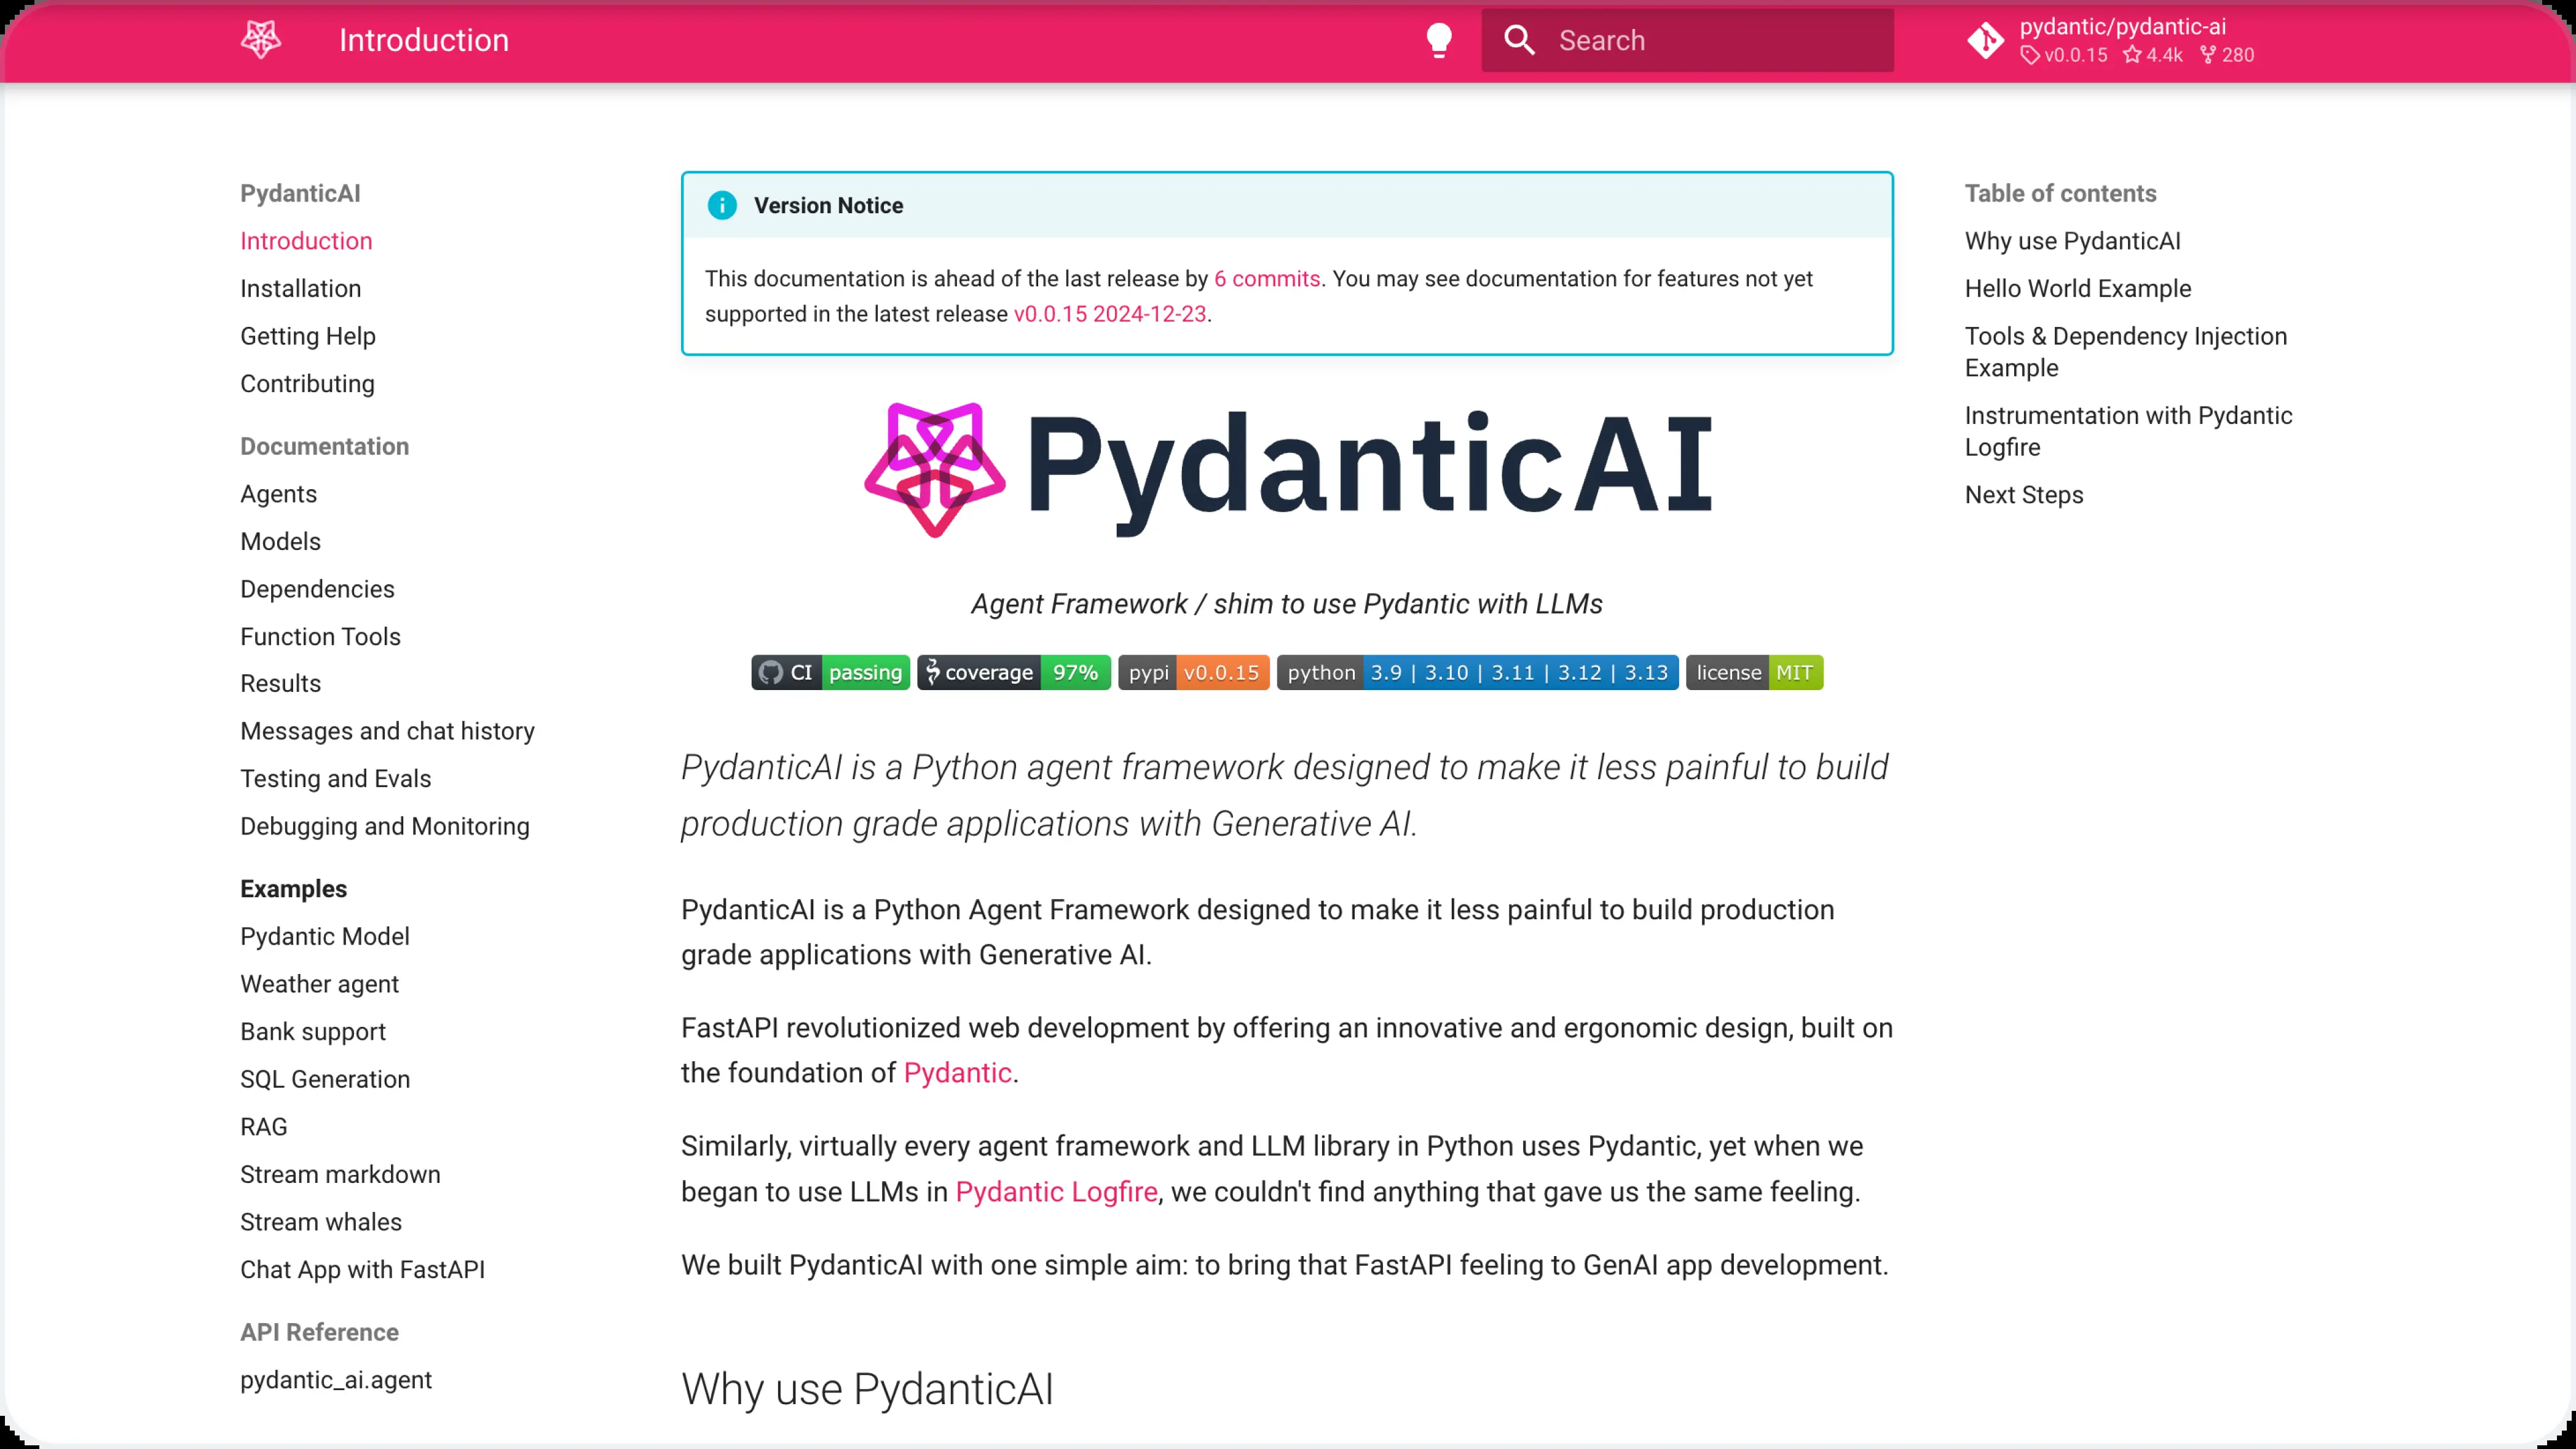 Introduction
Search
pydantic/pydantic-ai
v0.0.15 4.4k 280
PydanticAI
Introduction
Installation
Getting Help
Contributing
Documentation
Agents
Models
Dependencies
Function Tools
Results
Messages and chat history
Testing and Evals
Debugging and Monitoring
Examples
Pydantic Model
Weather agent
Bank support
SQL Generation
RAG
Stream markdown
Stream whales
Chat App with FastAPI
API Reference
pydantic_ai.agent
Version Notice
This documentation is ahead of the last release by 6 commits. You may see documentation for features not yet
supported in the latest release v0.0.15 2024-12-23.
PydanticAI
Agent Framework / shim to use Pydantic with LLMs
CI passing coverage 97% pypi v0.0.15 python 3.9 | 3.10 | 3.11 | 3.12 | 3.13 license MIT
PydanticAI is a Python agent framework designed to make it less painful to build
production grade applications with Generative AI.
PydanticAI is a Python Agent Framework designed to make it less painful to build production
grade applications with Generative AI.
FastAPI revolutionized web development by offering an innovative and ergonomic design, built on
the foundation of Pydantic.
Similarly, virtually every agent framework and LLM library in Python uses Pydantic, yet when we
began to use LLMs in Pydantic Logfire, we couldn't find anything that gave us the same feeling.
We built PydanticAI with one simple aim: to bring that FastAPI feeling to GenAI app development.
Why use PydanticAI
Table of contents
Why use PydanticAI
Hello World Example
Tools & Dependency Injection
Example
Instrumentation with Pydantic
Logfire
Next Steps